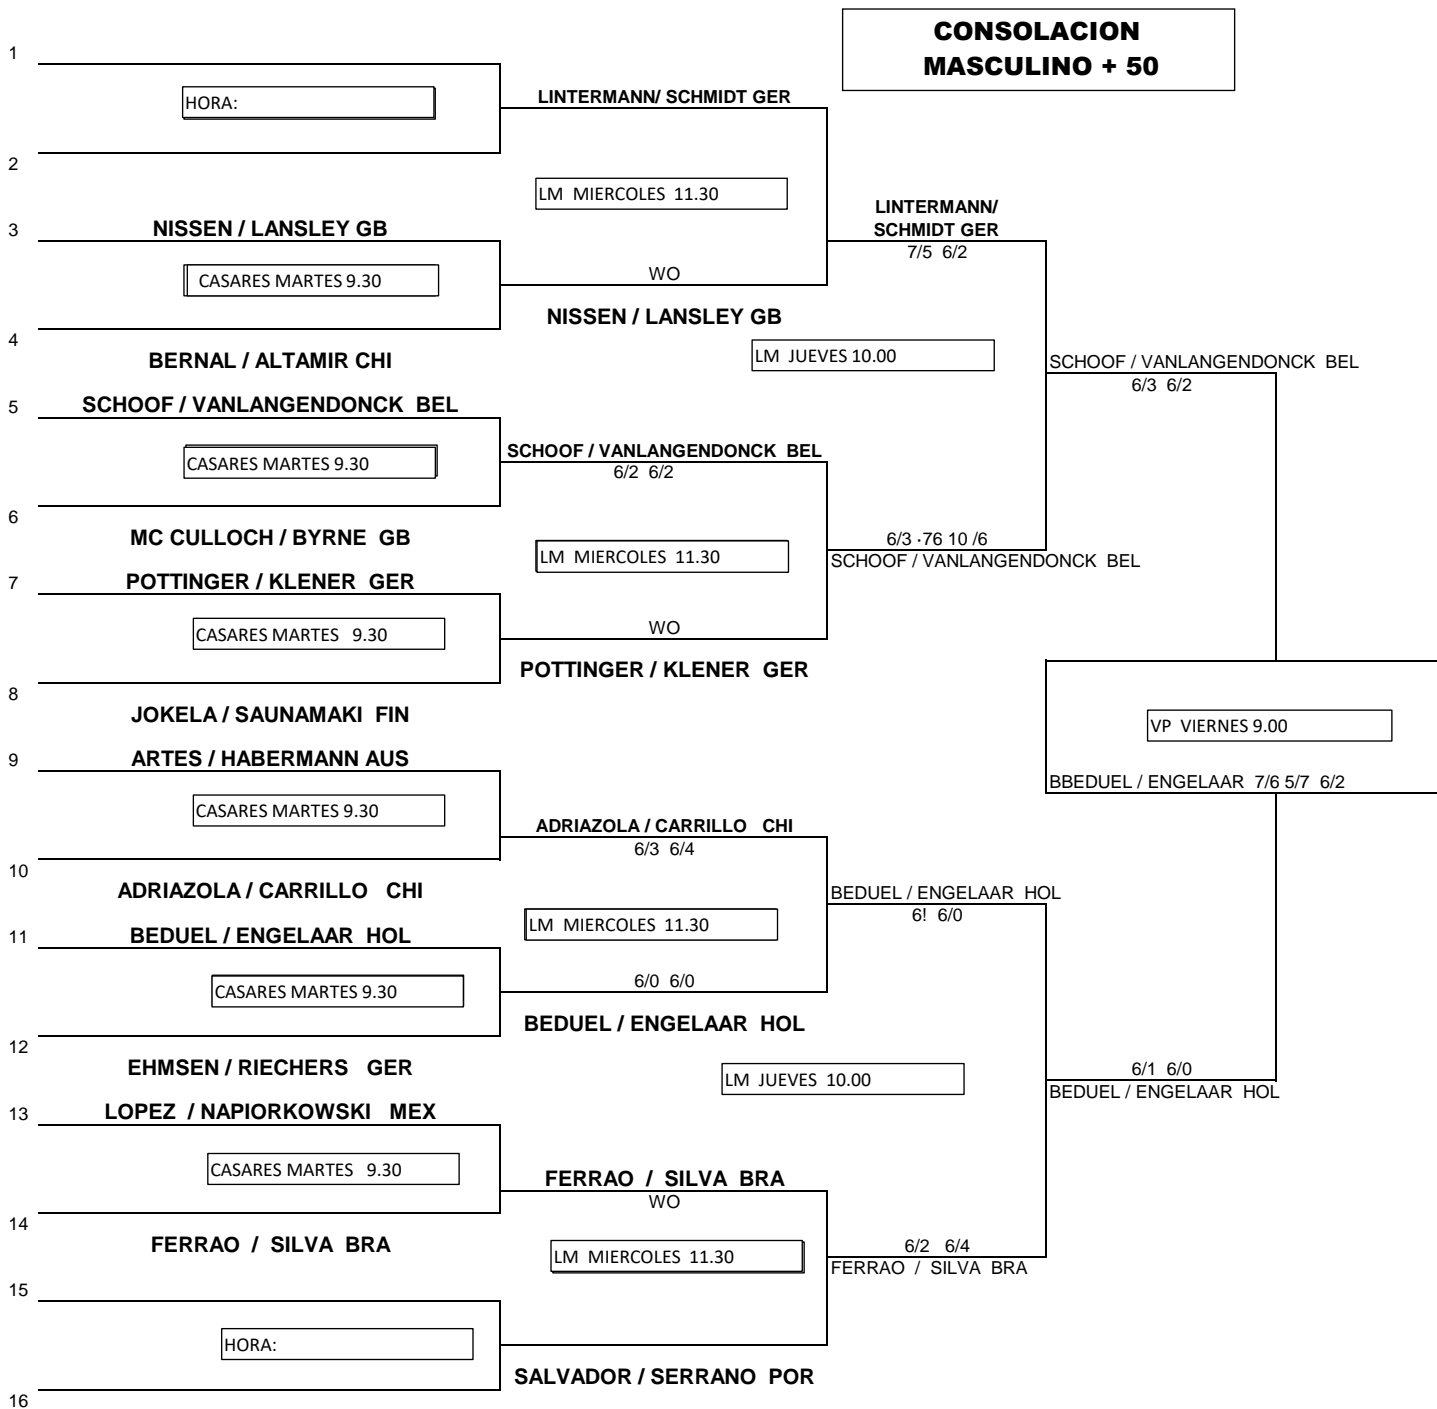 CONSOLACION
MASCULINO + 50
1
HORA:
LINTERMANN/ SCHMIDT GER
2
LM MIERCOLES 11.30
LINTERMANN/
SCHMIDT GER
7/5 6/2
3
NISSEN / LANSLEY GB
CASARES MARTES 9.30
WO
NISSEN / LANSLEY GB
4
BERNAL / ALTAMIR CHI
LM JUEVES 10.00
SCHOOF / VANLANGENDONCK BEL
6/3 6/2
5
SCHOOF / VANLANGENDONCK BEL
CASARES MARTES 9.30
SCHOOF / VANLANGENDONCK BEL
6/2 6/2
6
MC CULLOCH / BYRNE GB
LM MIERCOLES 11.30
6/3 ·76 10 /6
SCHOOF / VANLANGENDONCK BEL
7
POTTINGER / KLENER GER
CASARES MARTES 9.30
WO
POTTINGER / KLENER GER
8
JOKELA / SAUNAMAKI FIN
VP VIERNES 9.00
BBEDUEL / ENGELAAR 7/6 5/7 6/2
9
ARTES / HABERMANN AUS
CASARES MARTES 9.30
ADRIAZOLA / CARRILLO CHI
6/3 6/4
10
ADRIAZOLA / CARRILLO CHI
LM MIERCOLES 11.30
BEDUEL / ENGELAAR HOL
6! 6/0
11
BEDUEL / ENGELAAR HOL
CASARES MARTES 9.30
6/0 6/0
BEDUEL / ENGELAAR HOL
12
EHMSEN / RIECHERS GER
LM JUEVES 10.00
6/1 6/0
BEDUEL / ENGELAAR HOL
13
LOPEZ / NAPIORKOWSKI MEX
CASARES MARTES 9.30
FERRAO / SILVA BRA
WO
14
FERRAO / SILVA BRA
LM MIERCOLES 11.30
6/2 6/4
FERRAO / SILVA BRA
15
HORA:
SALVADOR / SERRANO POR
16